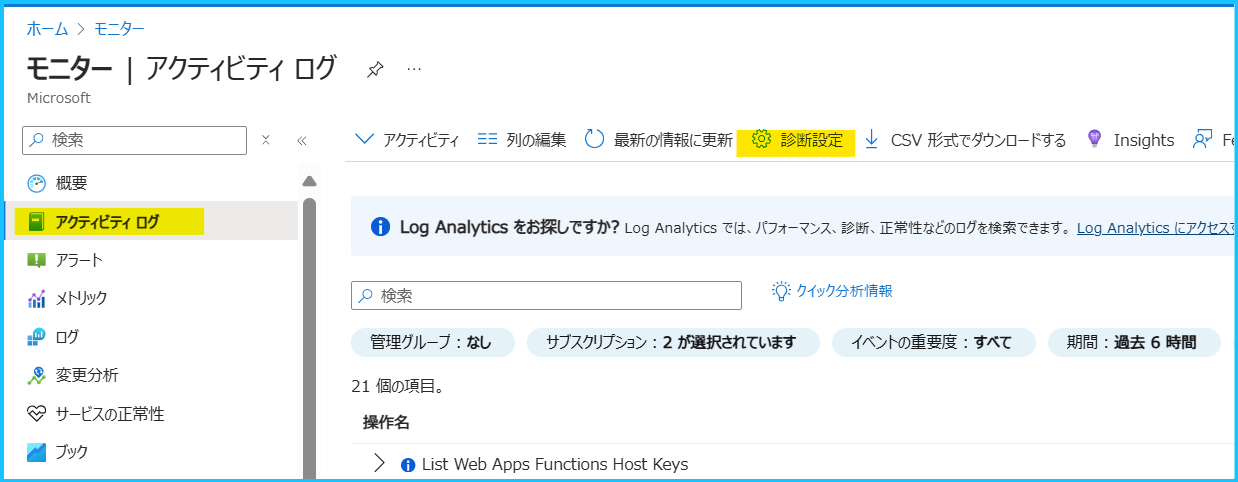 ホーム > モニター
モニター | アクティビティ ログ ...
Microsoft
検索
概要
アクティビティ ログ
アラート
メトリック
ログ
変更分析
サービスの正常性
ブック
アクティビティ 列の編集 最新の情報に更新 診断設定 CSV 形式でダウンロードする Insights
Log Analytics をお探しですか? Log Analytics では、パフォーマンス、診断、正常性などのログを検索できます。 Log Analytics にアクセス
検索 クイック分析情報
管理グループ : なし サブスクリプション : 2 が選択されています イベントの重要度 : すべて 期間 : 過去 6 時間
21 個の項目。
操作名
List Web Apps Functions Host Keys